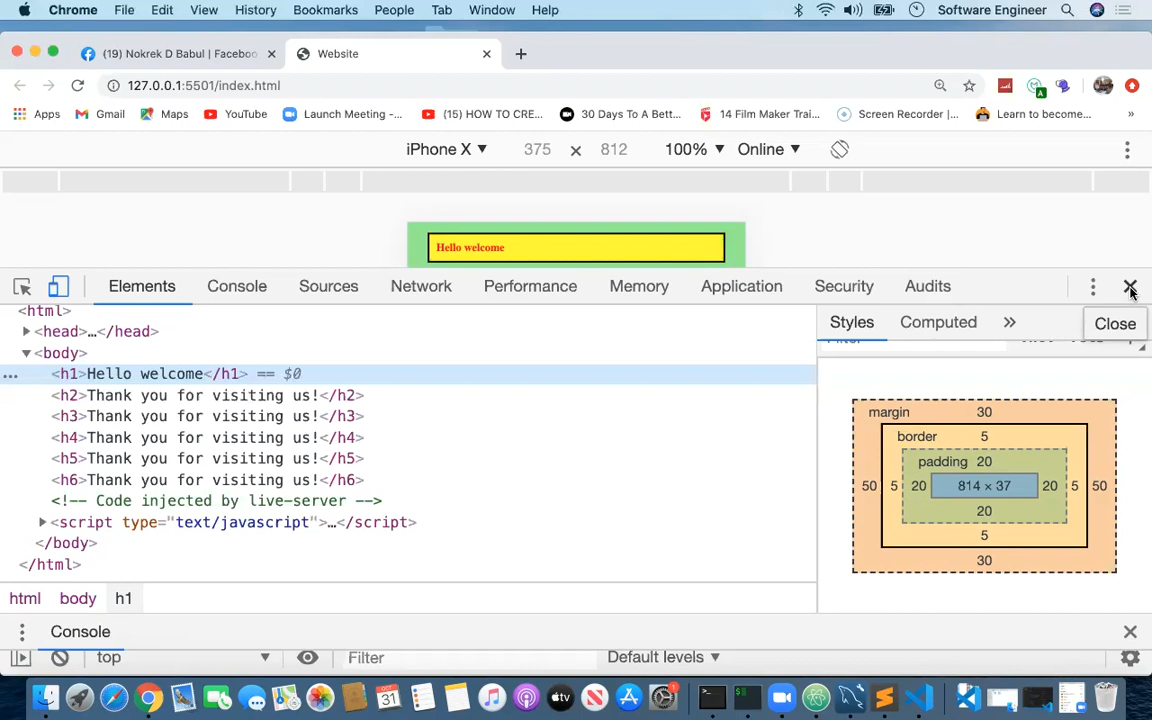 Chrome File Edit View History Bookmarks People Tab Window Help Software Engineer
(19) Nokrek D Babul | Faceboo × Website × +
127.0.0.1:5501/index.html
Apps Gmail Maps YouTube Launch Meeting -... (15) HOW TO CRE... 30 Days To A Bett... 14 Film Maker Trai... Screen Recorder |... Learn to become... »
iPhone X ▼ 375 × 812 100% ▼ Online ▼
Hello welcome
Elements Console Sources Network Performance Memory Application Security Audits
<html>
<head>…</head>
<body>
<h1>Hello welcome</h1> == $0
<h2>Thank you for visiting us!</h2>
<h3>Thank you for visiting us!</h3>
<h4>Thank you for visiting us!</h4>
<h5>Thank you for visiting us!</h5>
<h6>Thank you for visiting us!</h6>
<!-- Code injected by live-server -->
<script type="text/javascript">…</script>
</body>
</html>
html body h1
Styles Computed » Close
margin 30
border 5
padding 20
50 5 20 814 × 37 20 5 50
20
5
30
Console
top ▼ Filter Default levels ▼
OCT
31
tv
1